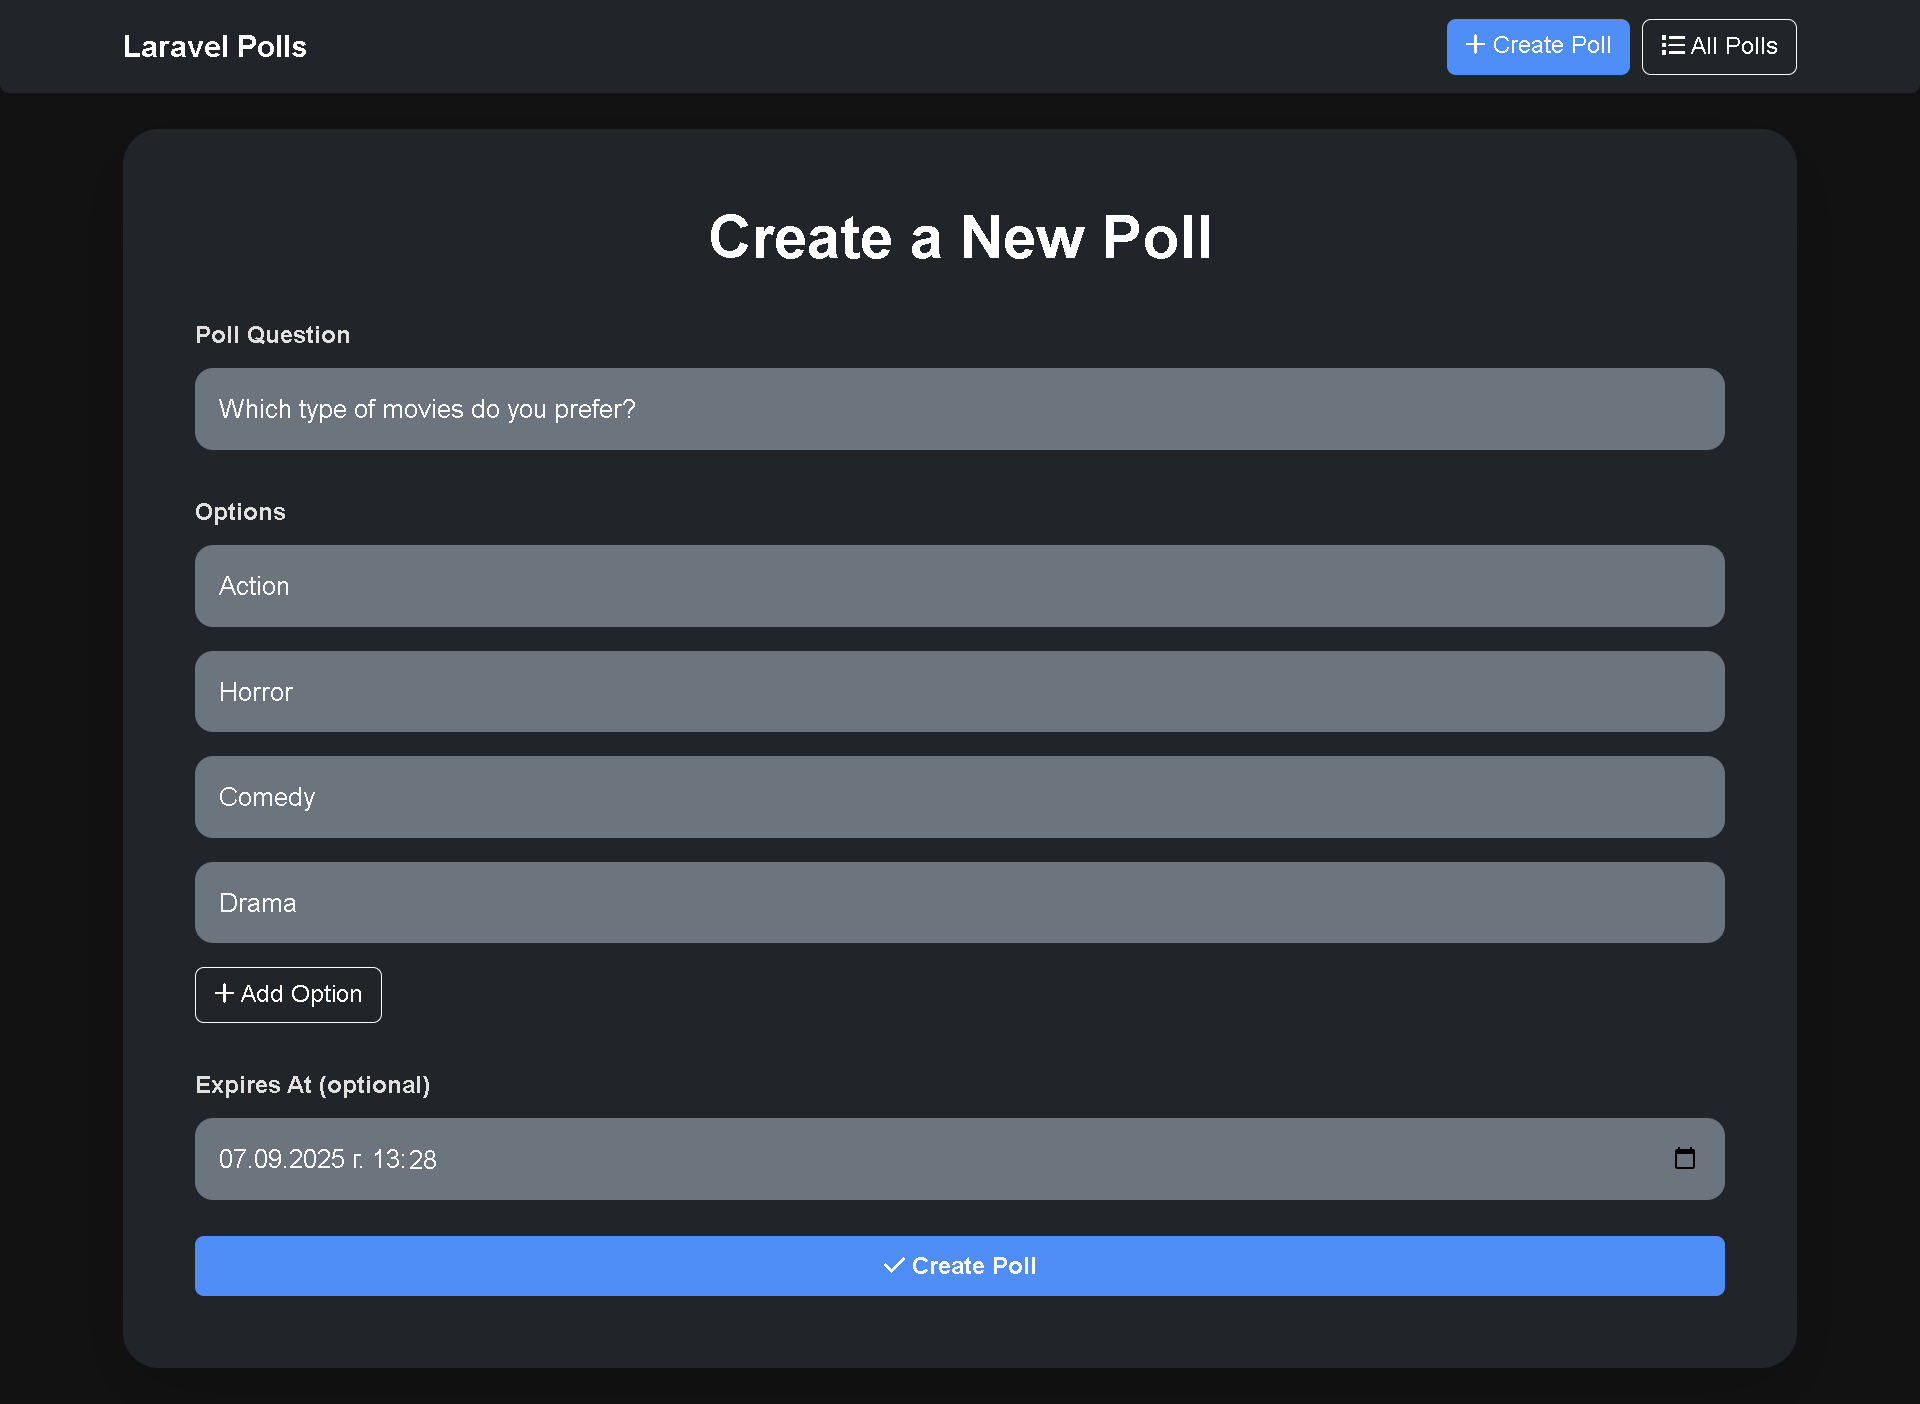 Laravel Polls
Create Poll
All Polls
Create a New Poll
Poll Question
Which type of movies do you prefer?
Options
Action
Horror
Comedy
Drama
Add Option
Expires At (optional)
07.09.2025 г. 13:28
Create Poll